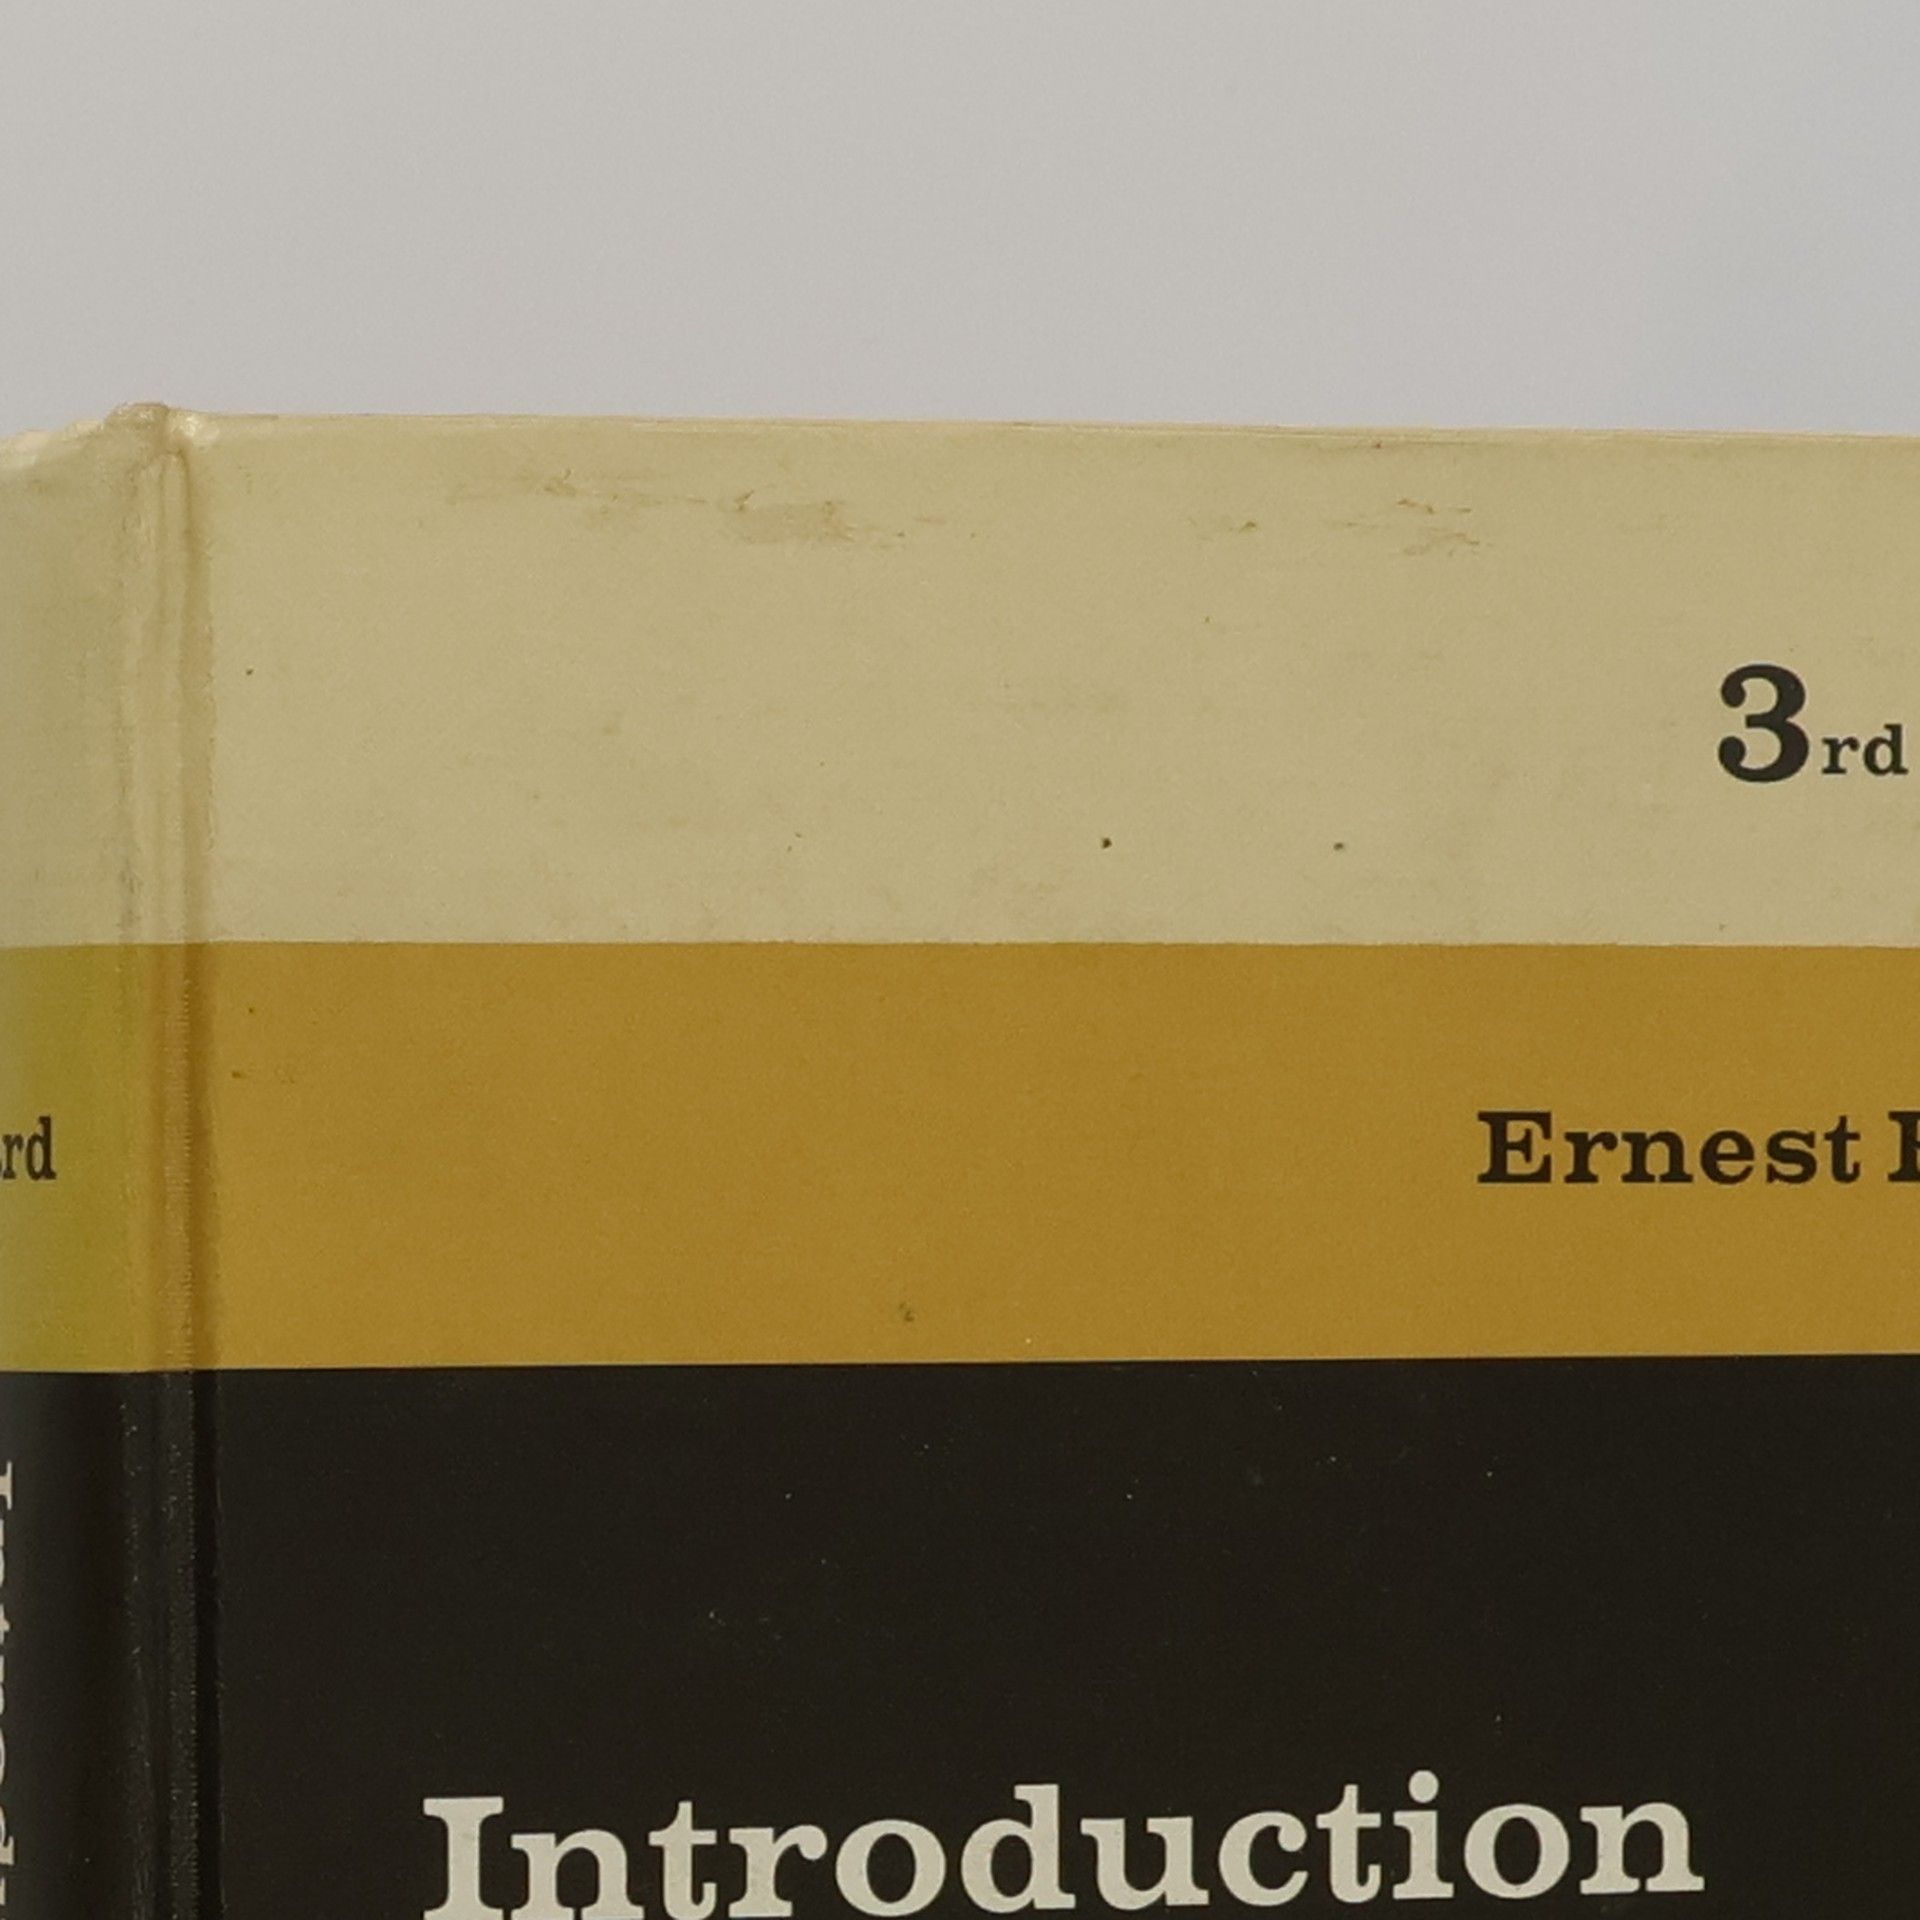 3rd
Ernest
rd
Introduction